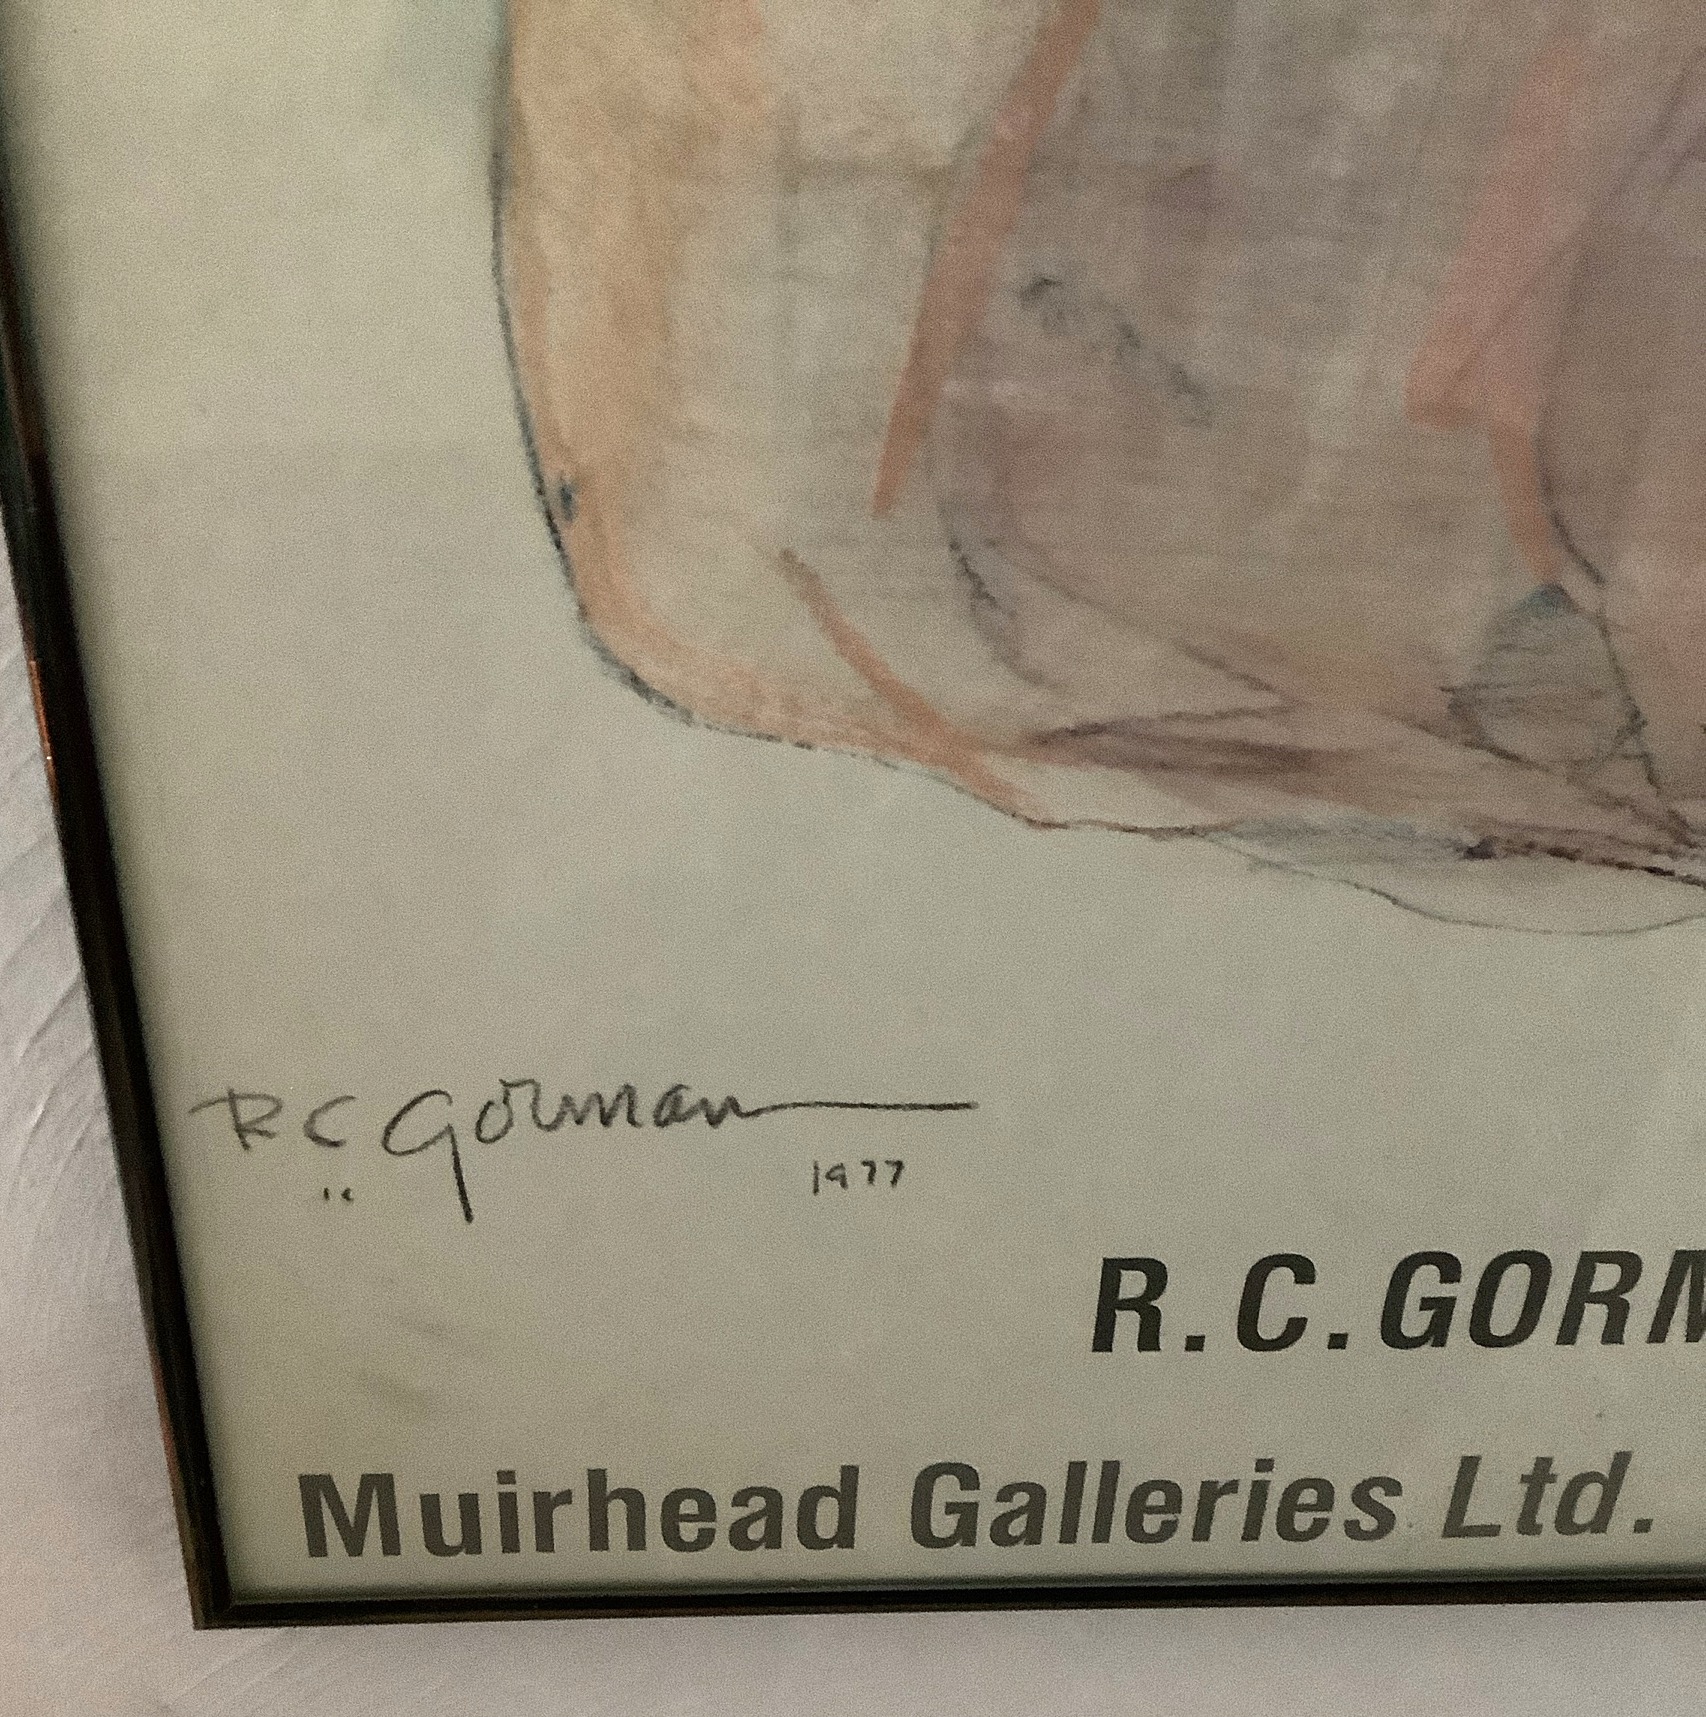 RC Gorman
1977
R.C.GORM
Muirhead Galleries Ltd.